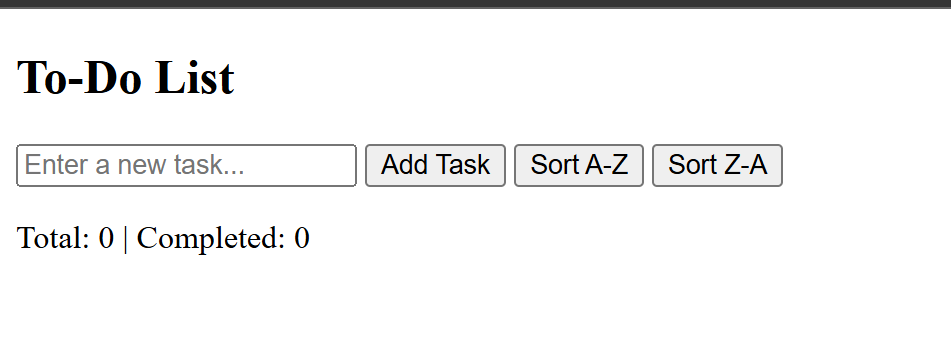 To-Do List
Enter a new task... Add Task Sort A-Z Sort Z-A
Total: 0 | Completed: 0